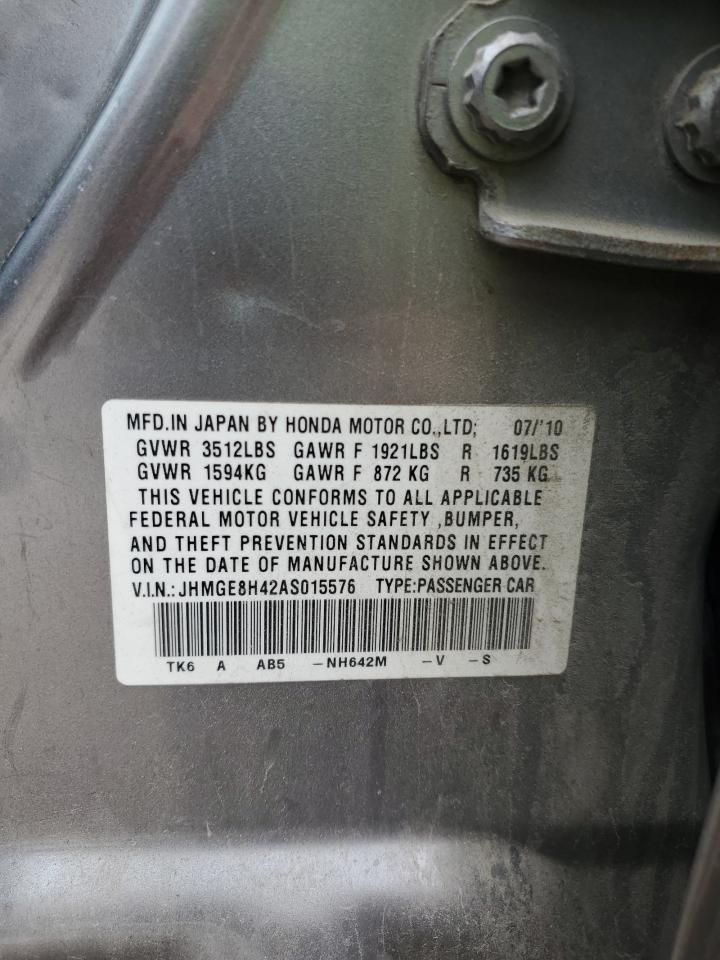 MFD.IN JAPAN BY HONDA MOTOR CO.,LTD; 07/'10
GVWR 3512LBS GAWR F 1921LBS R 1619LBS
GVWR 1594KG GAWR F 872 KG R 735 KG
THIS VEHICLE CONFORMS TO ALL APPLICABLE
FEDERAL MOTOR VEHICLE SAFETY ,BUMPER,
AND THEFT PREVENTION STANDARDS IN EFFECT
ON THE DATE OF MANUFACTURE SHOWN ABOVE.
V.I.N.:JHMGE8H42AS015576 TYPE:PASSENGER CAR
TK6 A AB5 -NH642M -V -S